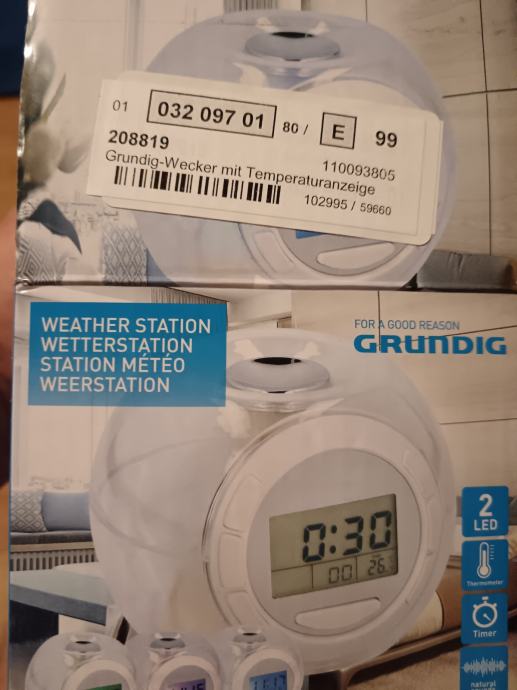 01 032 097 01 80 / E 99
208819 110093805
Grundig-Wecker mit Temperaturanzeige
102995 / 59660
WEATHER STATION
WETTERSTATION
STATION MÉTÉO
WEERSTATION
FOR A GOOD REASON
GRUNDIG
0:30
00 26.
2
LED
Thermometer
Timer
natural